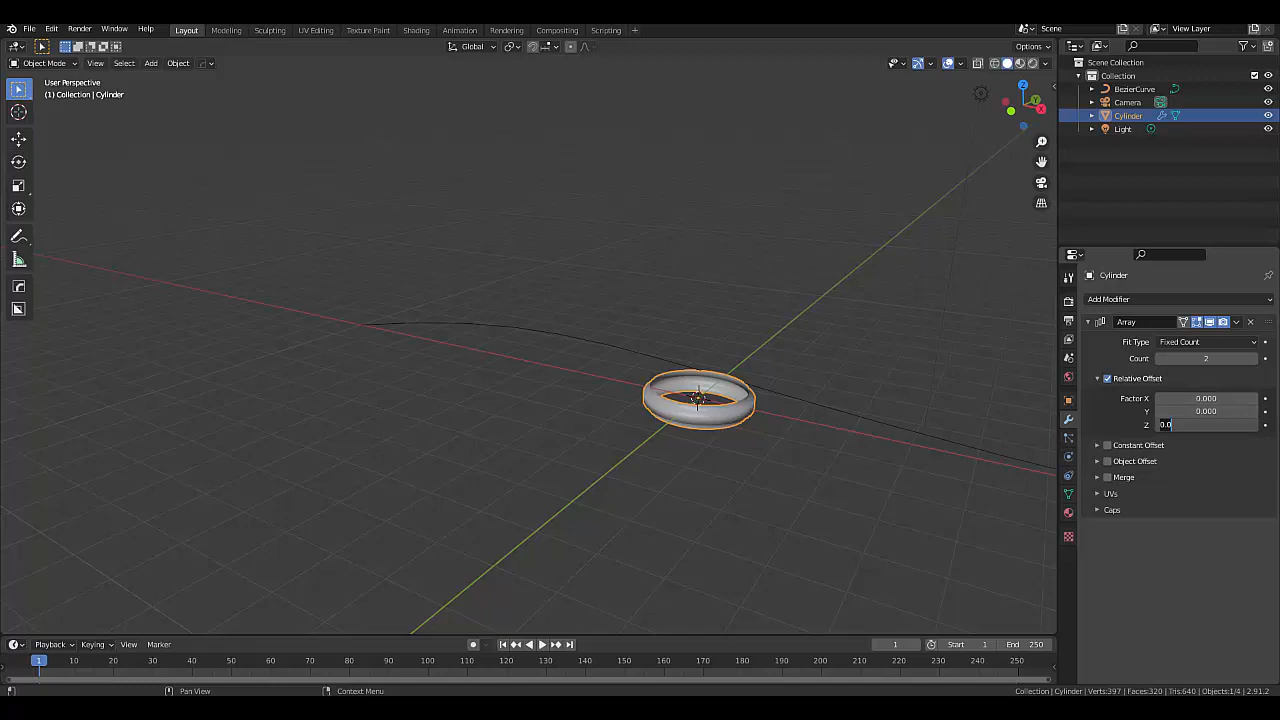 File Edit Render Window Help Layout Modeling Sculpting UV Editing Texture Paint Shading Animation Rendering Compositing Scripting Scene View Layer
Global Options
Object Mode View Select Add Object
User Perspective
(1) Collection | Cylinder
Z
Y
X
Scene Collection
Collection
BezierCurve
Camera
Cylinder
Light
Cylinder
Add Modifier
Array
Fit Type Fixed Count
Count 2
Relative Offset
Factor X 0.000
Y 0.000
Z 0.0
Constant Offset
Object Offset
Merge
UVs
Caps
Playback Keying View Marker 1 Start 1 End 250
1 10 20 30 40 50 60 70 80 90 100 110 120 130 140 150 160 170 180 190 200 210 220 230 240 250
Pan View Context Menu Collection | Cylinder | Verts:397 | Faces:320 | Tris:640 | Objects:1/4 | 2.91.2